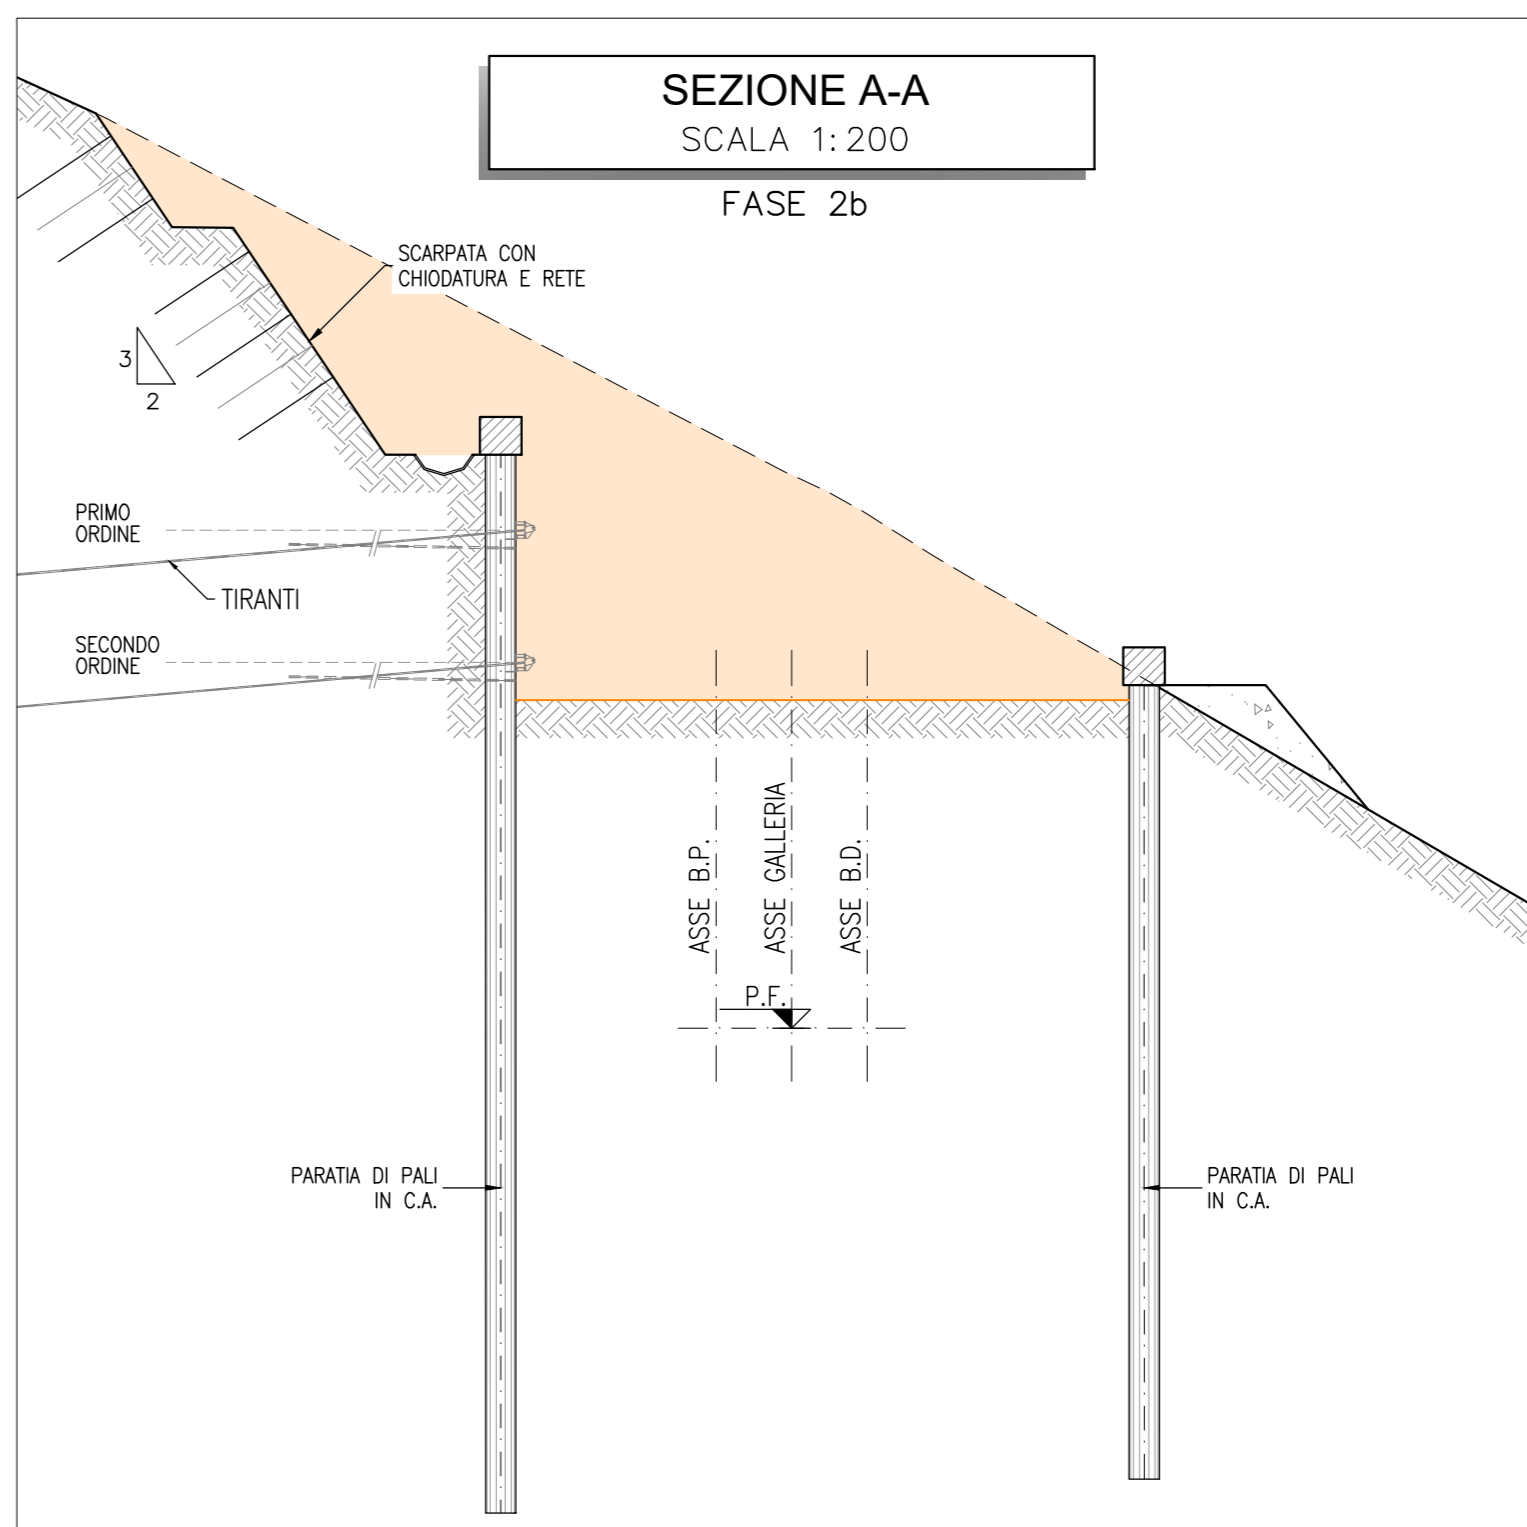 SEZIONE A-A
SCALA 1:200
FASE 2b
SCARPATA CON
CHIODATURA E RETE
3
2
PRIMO
ORDINE
TIRANTI
SECONDO
ORDINE
ASSE B.P.
ASSE GALLERIA
ASSE B.D.
P.F.
PARATIA DI PALI
IN C.A.
PARATIA DI PALI
IN C.A.